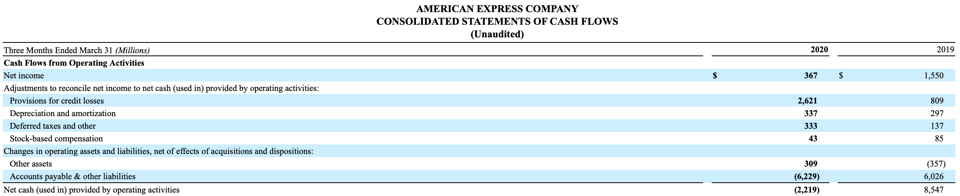 AMERICAN EXPRESS COMPANY
CONSOLIDATED STATEMENTS OF CASH FLOWS
(Unaudited)
Three Months Ended March 31 (Millions) 2020 2019
Cash Flows from Operating Activities
Net income $ 367 $ 1,550
Adjustments to reconcile net income to net cash (used in) provided by operating activities:
Provisions for credit losses 2,621 809
Depreciation and amortization 337 297
Deferred taxes and other 333 137
Stock-based compensation 43 85
Changes in operating assets and liabilities, net of effects of acquisitions and dispositions:
Other assets 309 (357)
Accounts payable & other liabilities (6,229) 6,026
Net cash (used in) provided by operating activities (2,219) 8,547